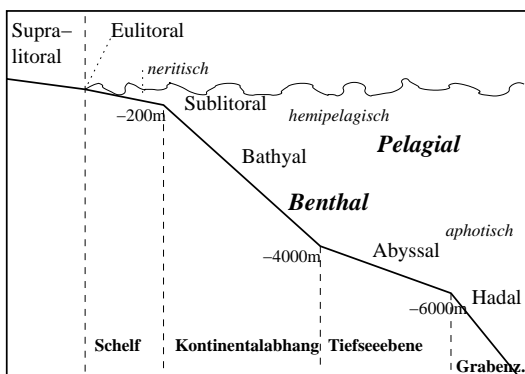 Supra–
litoral
Eulitoral
neritisch
Sublitoral
hemipelagisch
–200m
Pelagial
Bathyal
Benthal
aphotisch
Abyssal
–4000m
Hadal
–6000m
Schelf
Kontinentalabhang
Tiefseeebene
Grabenz.